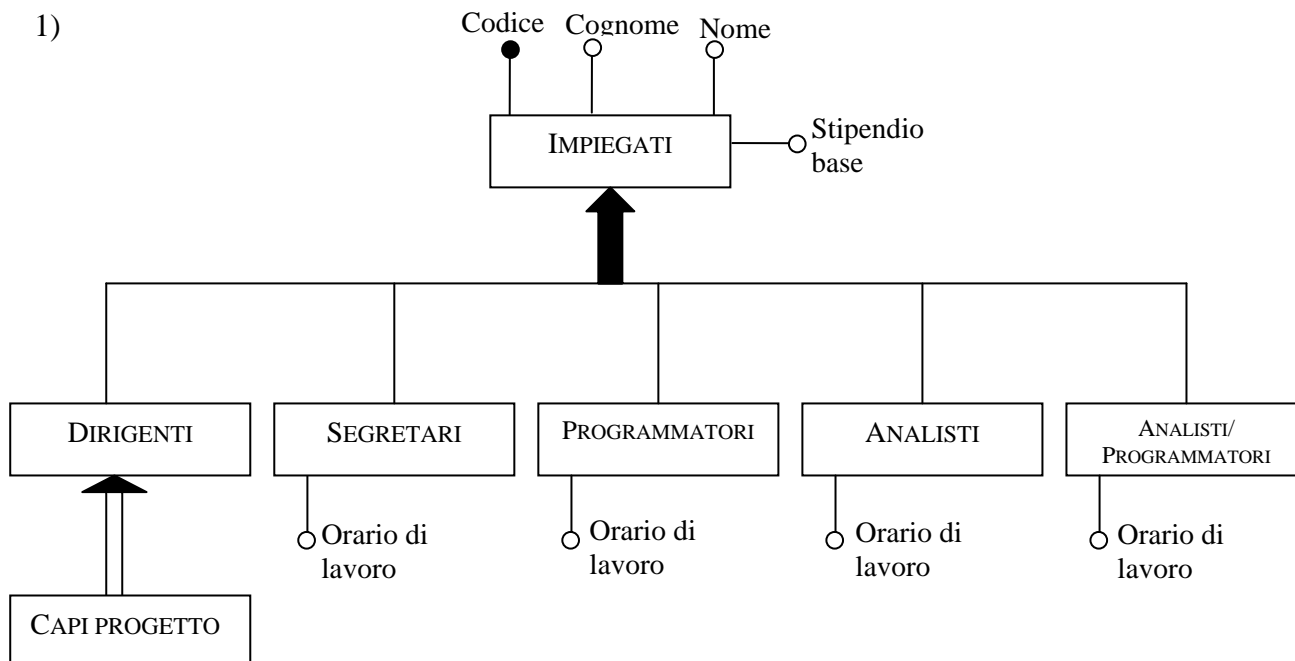 1)
Codice Cognome Nome
IMPIEGATI
Stipendio
base
DIRIGENTI
SEGRETARI
PROGRAMMATORI
ANALISTI
ANALISTI/
PROGRAMMATORI
Orario di
lavoro
Orario di
lavoro
Orario di
lavoro
Orario di
lavoro
CAPI PROGETTO